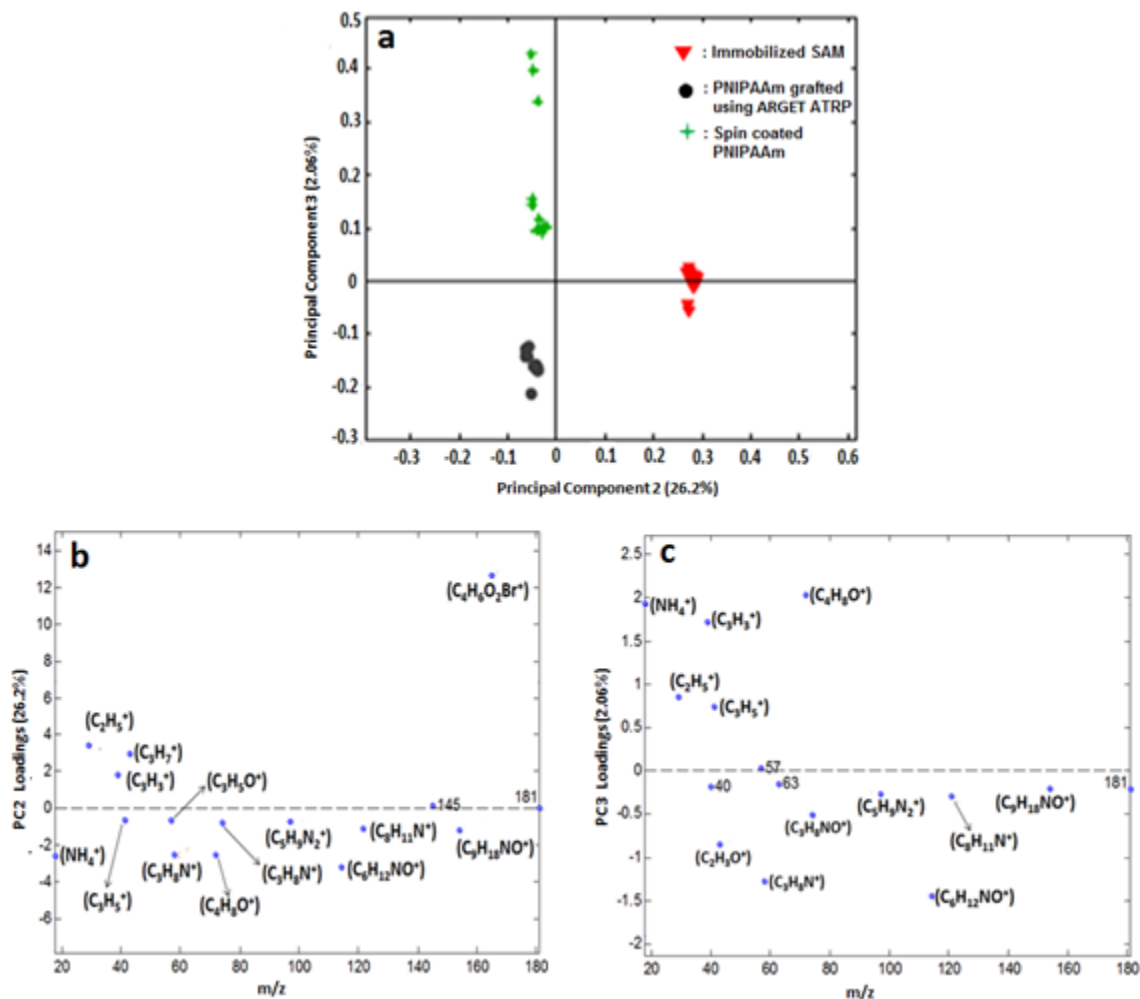 a
0.5
0.4
0.3
0.2
0.1
0
-0.1
-0.2
-0.3
Principal Component 3 (2.06%)
: Immobilized SAM
: PNIPAAm grafted
using ARGET ATRP
: Spin coated
PNIPAAm
-0.3 -0.2 -0.1 0 0.1 0.2 0.3 0.4 0.5 0.6
Principal Component 2 (26.2%)
b
14
12
10
8
6
4
2
0
-2
-4
-6
PC2 Loadings (26.2%)
(C₄H₆O₂Br⁺)
(C₂H₅⁺)
(C₃H₇⁺)
(C₃H₃⁺)
(C₃H₅O⁺)
145
181
(NH₄⁺)
(C₃H₅⁺)
(C₃H₈N⁺)
(C₄H₈O⁺)
(C₃H₈N⁺)
(C₅H₉N₂⁺)
(C₆H₁₂NO⁺)
(C₈H₁₁N⁺)
(C₉H₁₈NO⁺)
20 40 60 80 100 120 140 160 180
m/z
c
2.5
2
1.5
1
0.5
0
-0.5
-1
-1.5
-2
PC3 Loadings (2.06%)
(NH₄⁺)
(C₃H₃⁺)
(C₄H₈O⁺)
(C₂H₅⁺)
(C₃H₅⁺)
57
40
63
181
(C₂H₃O⁺)
(C₃H₈NO⁺)
(C₃H₈N⁺)
(C₅H₉N₂⁺)
(C₈H₁₁N⁺)
(C₉H₁₈NO⁺)
(C₆H₁₂NO⁺)
20 40 60 80 100 120 140 160 180
m/z